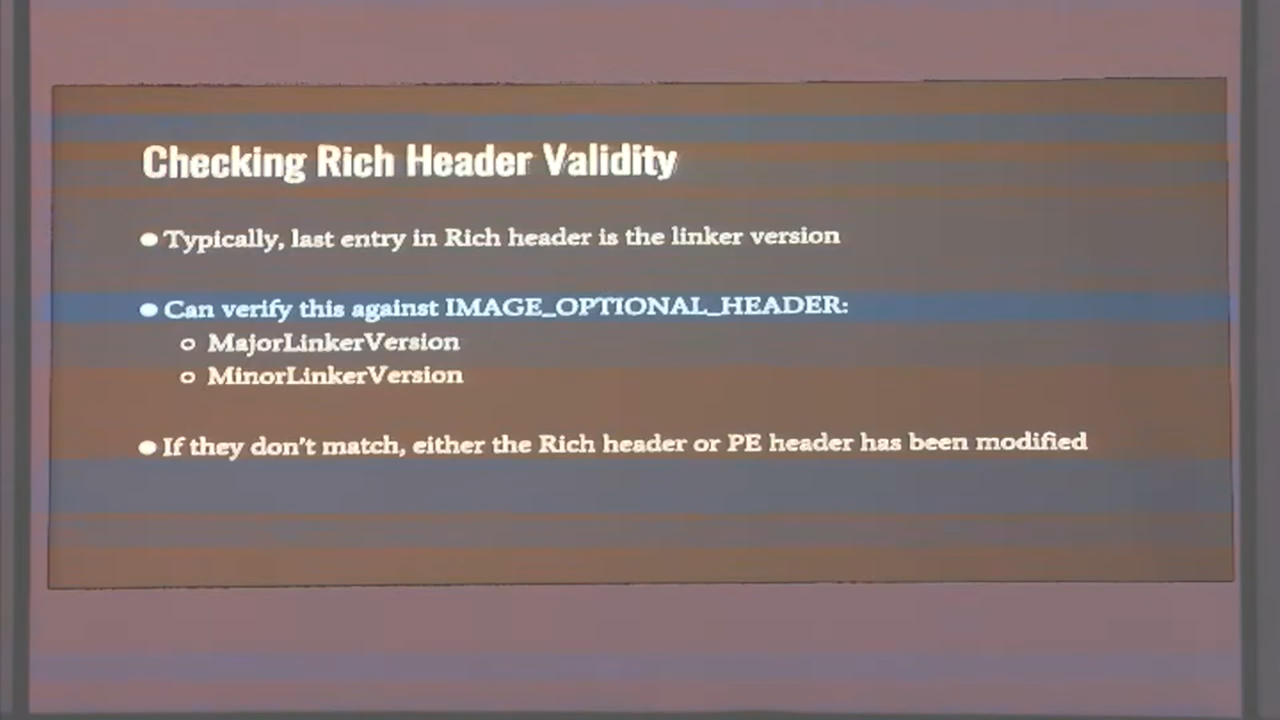 Checking Rich Header Validity
● Typically, last entry in Rich header is the linker version
● Can verify this against IMAGE_OPTIONAL_HEADER:
○ MajorLinkerVersion
○ MinorLinkerVersion
● If they don't match, either the Rich header or PE header has been modified